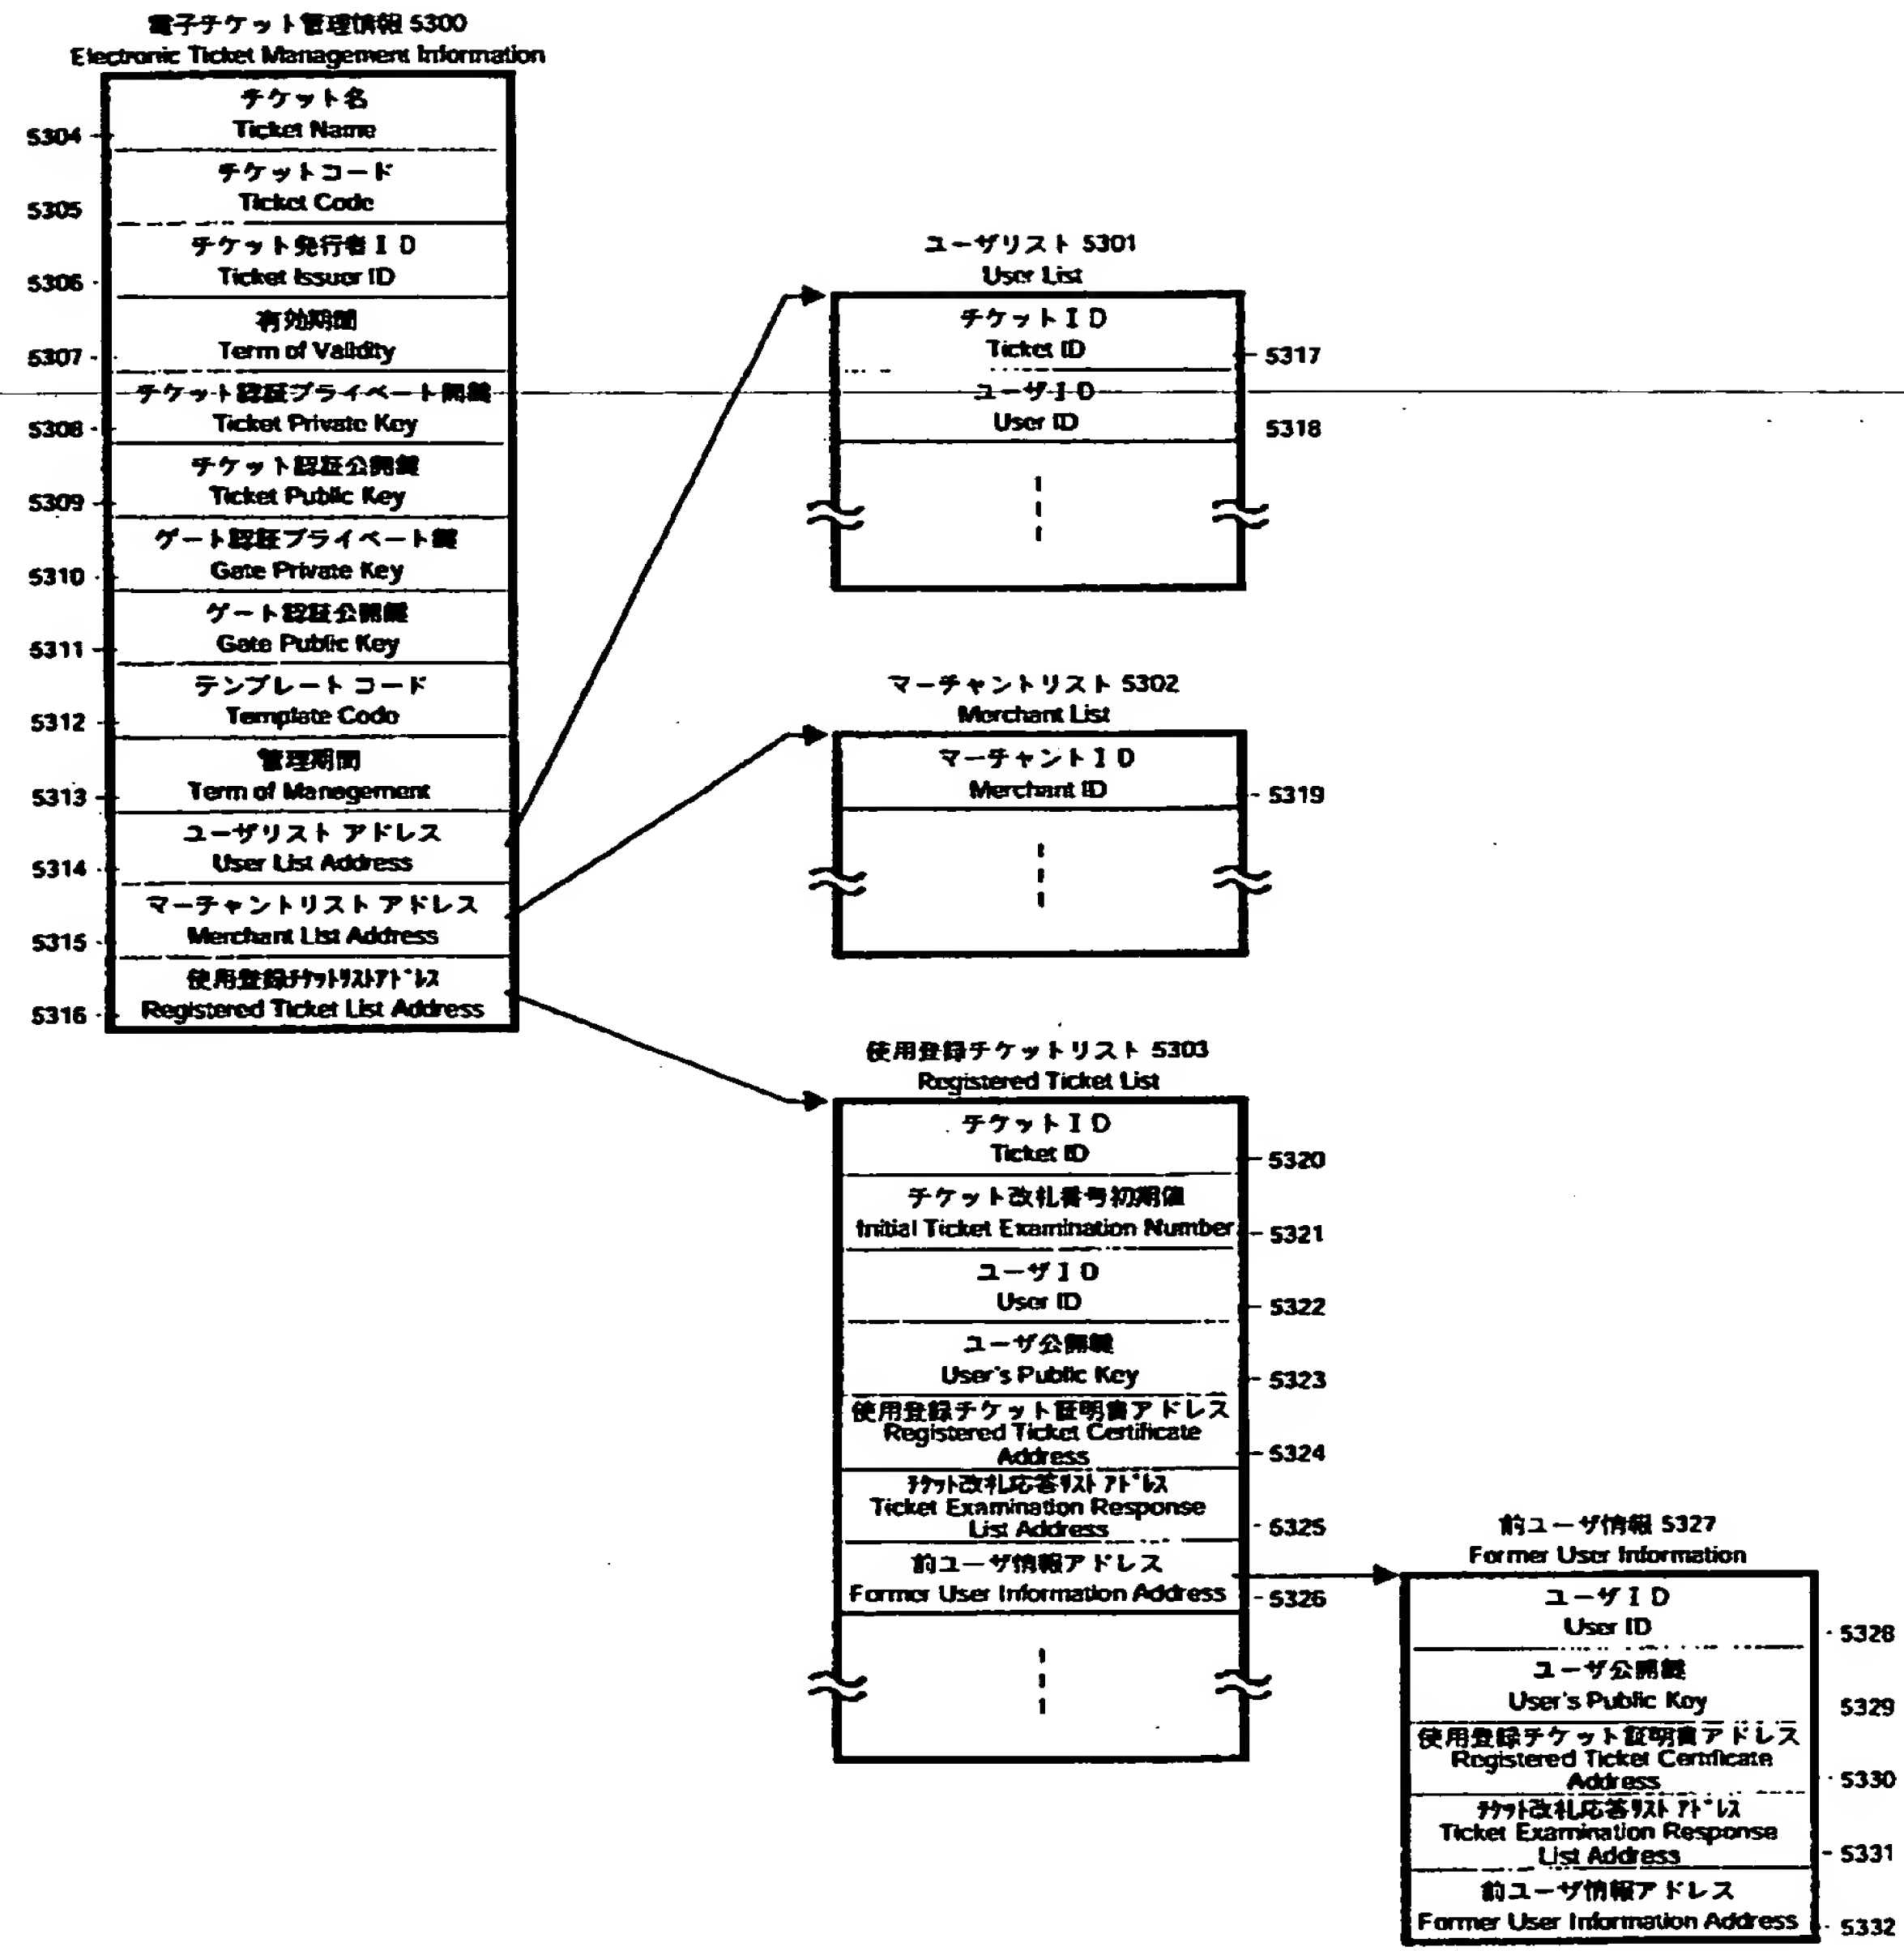 電子チケット管理情報 5300
Electronic Ticket Management Information
チケット名
Ticket Name
5304
チケットコード
Ticket Code
5305
チケット発行者ID
Ticket Issuer ID
5306
有効期間
Term of Validity
5307
チケット認証プライベート開鍵
Ticket Private Key
5308
チケット認証公開鍵
Ticket Public Key
5309
ゲート認証プライベート鍵
Gate Private Key
5310
ゲート認証公開鍵
Gate Public Key
5311
テンプレート コード
Template Code
5312
管理期間
Term of Management
5313
ユーザリスト アドレス
User List Address
5314
マーチャントリスト アドレス
Merchant List Address
5315
使用登録チケットリストアドレス
Registered Ticket List Address
5316
ユーザリスト 5301
User List
チケットID
Ticket ID
5317
ユーザID
User ID
5318
マーチャントリスト 5302
Merchant List
マーチャントID
Merchant ID
5319
使用登録チケットリスト 5303
Registered Ticket List
チケットID
Ticket ID
5320
チケット改札番号初期値
Initial Ticket Examination Number
5321
ユーザID
User ID
5322
ユーザ公開鍵
User's Public Key
5323
使用登録チケット証明書アドレス
Registered Ticket Certificate
Address
5324
チケット改札応答リスト アドレス
Ticket Examination Response
List Address
5325
前ユーザ情報アドレス
Former User Information Address
5326
前ユーザ情報 5327
Former User Information
ユーザID
User ID
5328
ユーザ公開鍵
User's Public Key
5329
使用登録チケット証明書アドレス
Registered Ticket Certificate
Address
5330
チケット改札応答リスト アドレス
Ticket Examination Response
List Address
5331
前ユーザ情報アドレス
Former User Information Address
5332